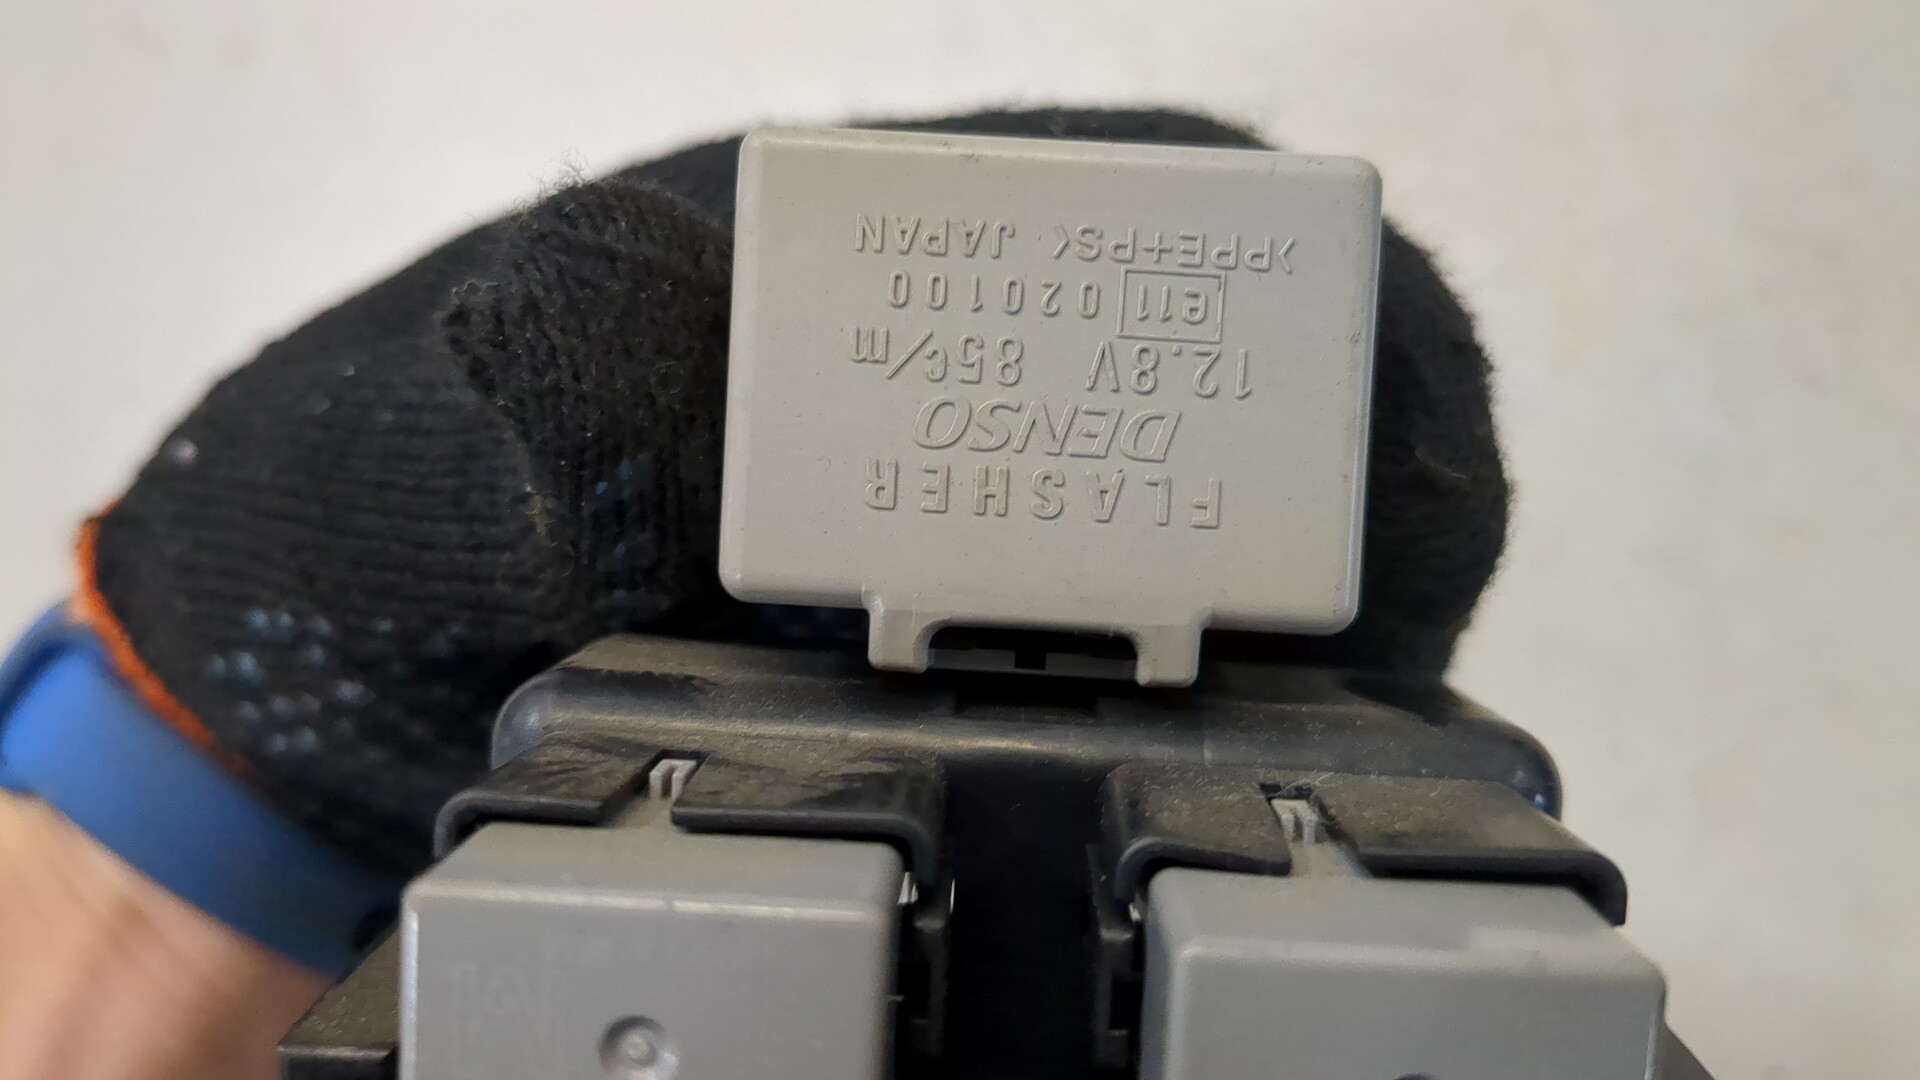 FLASHER
DENSO
12.8V 85c/m
e11 020100
>PPE+PS< JAPAN